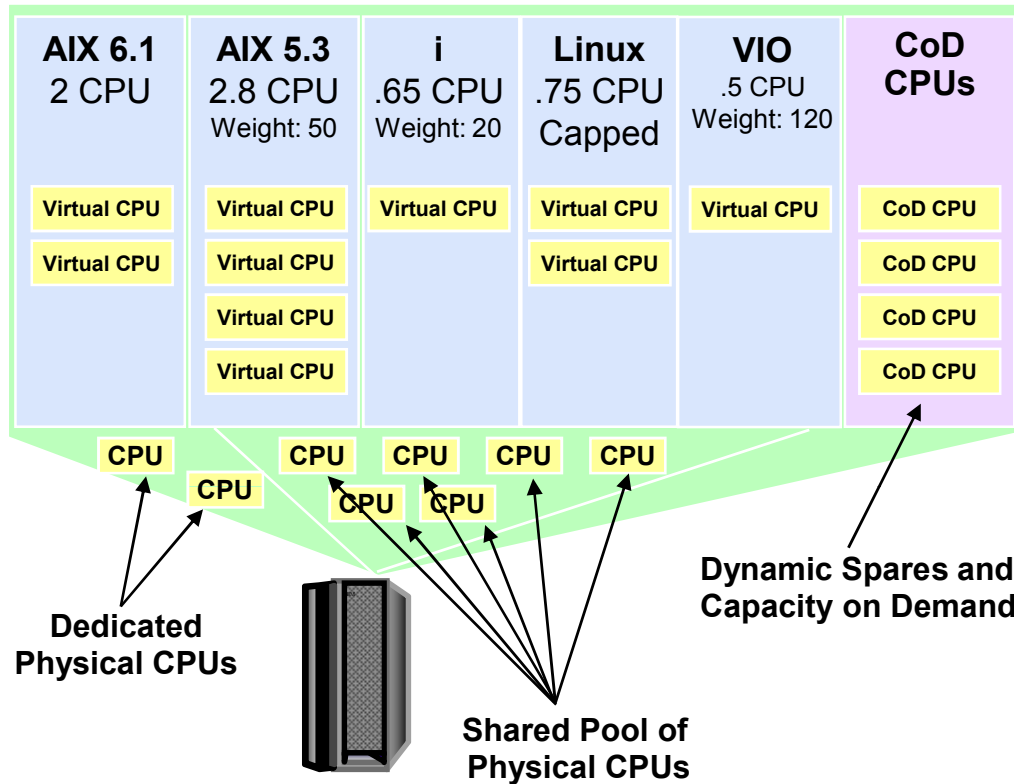 AIX 6.1
2 CPU
AIX 5.3
2.8 CPU
Weight: 50
i
.65 CPU
Weight: 20
Linux
.75 CPU
Capped
VIO
.5 CPU
Weight: 120
CoD
CPUs
Virtual CPU
Virtual CPU
Virtual CPU
Virtual CPU
Virtual CPU
Virtual CPU
Virtual CPU
Virtual CPU
Virtual CPU
Virtual CPU
CoD CPU
CoD CPU
CoD CPU
CoD CPU
CPU
CPU
CPU
CPU
CPU
CPU
CPU
CPU
Dedicated
Physical CPUs
Shared Pool of
Physical CPUs
Dynamic Spares and
Capacity on Demand